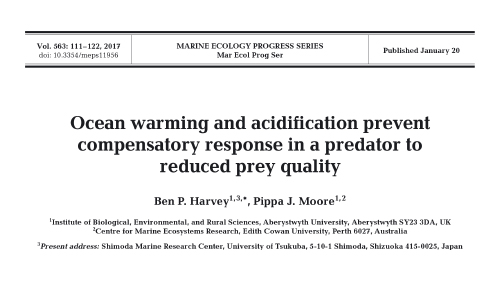 Vol. 563: 111–122, 2017
doi: 10.3354/meps11956
MARINE ECOLOGY PROGRESS SERIES
Mar Ecol Prog Ser
Published January 20
Ocean warming and acidification prevent
compensatory response in a predator to
reduced prey quality
Ben P. Harvey1,3,*, Pippa J. Moore1,2
1Institute of Biological, Environmental, and Rural Sciences, Aberystwyth University, Aberystwyth SY23 3DA, UK
2Centre for Marine Ecosystems Research, Edith Cowan University, Perth 6027, Australia
3Present address: Shimoda Marine Research Center, University of Tsukuba, 5-10-1 Shimoda, Shizuoka 415-0025, Japan